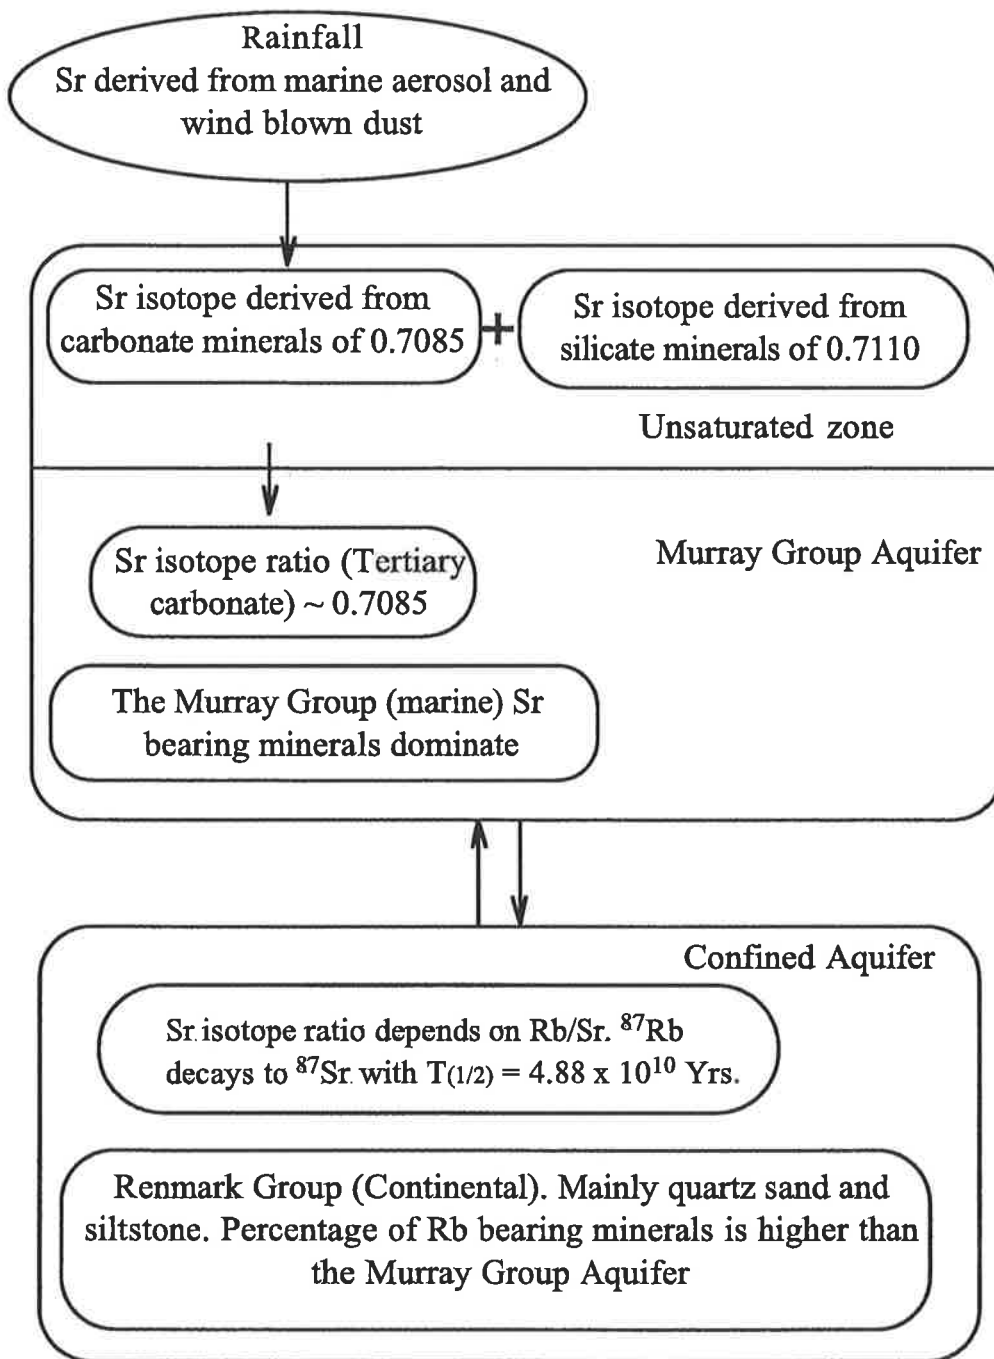 Rainfall
Sr derived from marine aerosol and
wind blown dust
Sr isotope derived from
carbonate minerals of 0.7085
+
Sr isotope derived from
silicate minerals of 0.7110
Unsaturated zone
Sr isotope ratio (Tertiary
carbonate) ~ 0.7085
Murray Group Aquifer
The Murray Group (marine) Sr
bearing minerals dominate
Confined Aquifer
Sr isotope ratio depends on Rb/Sr. ⁸⁷Rb
decays to ⁸⁷Sr with T(1/2) = 4.88 x 10¹⁰ Yrs.
Renmark Group (Continental). Mainly quartz sand and
siltstone. Percentage of Rb bearing minerals is higher than
the Murray Group Aquifer